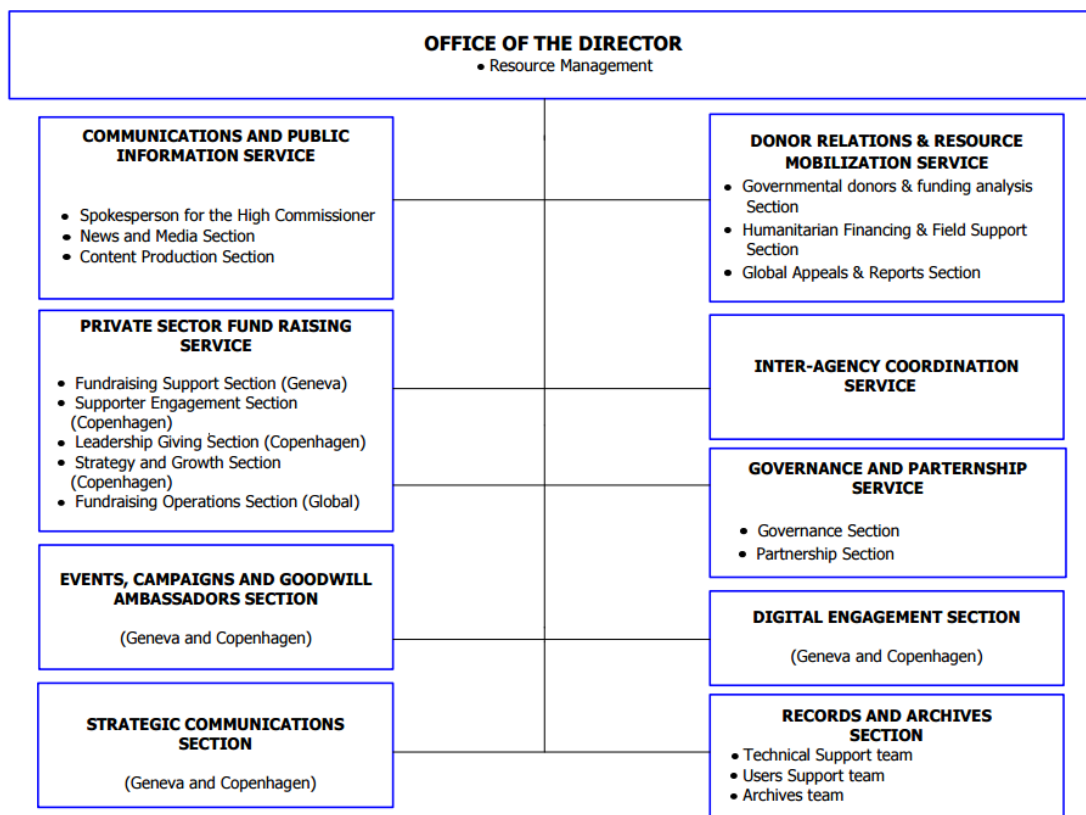 OFFICE OF THE DIRECTOR
• Resource Management
COMMUNICATIONS AND PUBLIC
INFORMATION SERVICE
• Spokesperson for the High Commissioner
• News and Media Section
• Content Production Section
DONOR RELATIONS & RESOURCE
MOBILIZATION SERVICE
• Governmental donors & funding analysis
Section
• Humanitarian Financing & Field Support
Section
• Global Appeals & Reports Section
PRIVATE SECTOR FUND RAISING
SERVICE
• Fundraising Support Section (Geneva)
• Supporter Engagement Section
(Copenhagen)
• Leadership Giving Section (Copenhagen)
• Strategy and Growth Section
(Copenhagen)
• Fundraising Operations Section (Global)
INTER-AGENCY COORDINATION
SERVICE
GOVERNANCE AND PARTERNSHIP
SERVICE
• Governance Section
• Partnership Section
EVENTS, CAMPAIGNS AND GOODWILL
AMBASSADORS SECTION
(Geneva and Copenhagen)
DIGITAL ENGAGEMENT SECTION
(Geneva and Copenhagen)
STRATEGIC COMMUNICATIONS
SECTION
(Geneva and Copenhagen)
RECORDS AND ARCHIVES
SECTION
• Technical Support team
• Users Support team
• Archives team